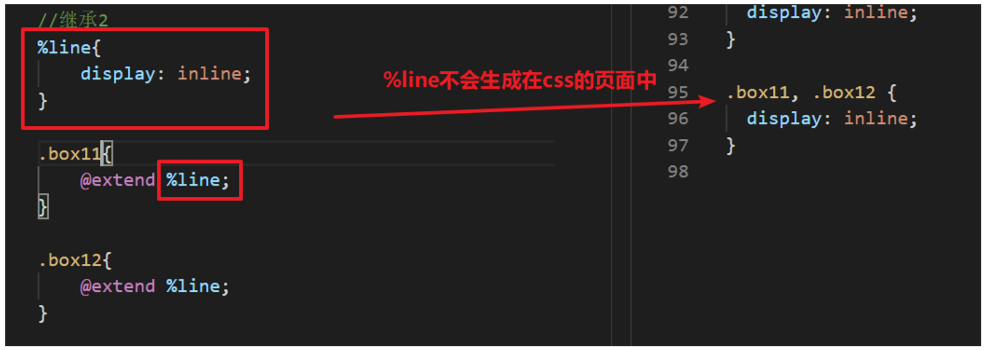 //继承2
%line{
    display: inline;
}
.box11{
    @extend %line;
}
.box12{
    @extend %line;
}
%line不会生成在css的页面中
92 display: inline;
93 }
94
95 .box11, .box12 {
96 display: inline;
97 }
98